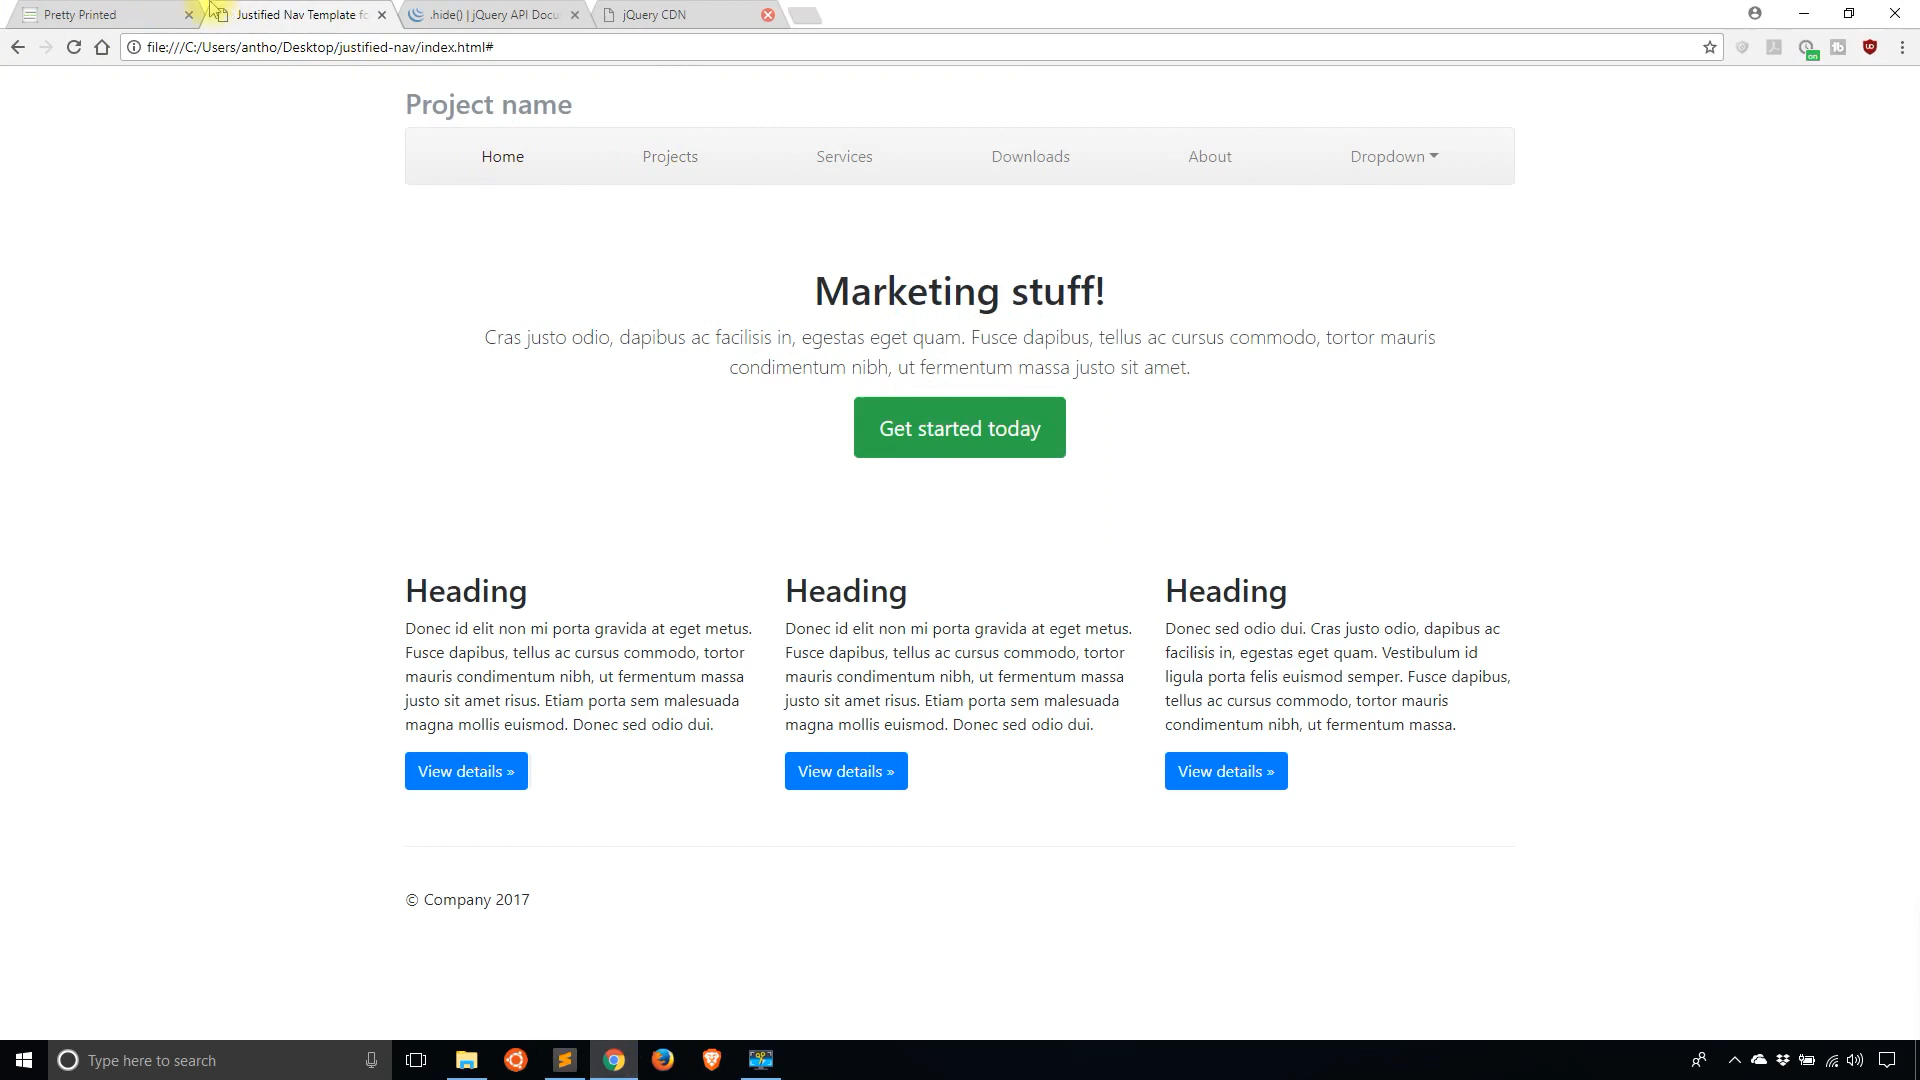 Pretty Printed
Justified Nav Template fo
.hide() | jQuery API Docu
jQuery CDN
file:///C:/Users/antho/Desktop/justified-nav/index.html#
on
Project name
Home
Projects
Services
Downloads
About
Dropdown
Marketing stuff!
Cras justo odio, dapibus ac facilisis in, egestas eget quam. Fusce dapibus, tellus ac cursus commodo, tortor mauris
condimentum nibh, ut fermentum massa justo sit amet.
Get started today
Heading
Donec id elit non mi porta gravida at eget metus.
Fusce dapibus, tellus ac cursus commodo, tortor
mauris condimentum nibh, ut fermentum massa
justo sit amet risus. Etiam porta sem malesuada
magna mollis euismod. Donec sed odio dui.
View details »
Heading
Donec id elit non mi porta gravida at eget metus.
Fusce dapibus, tellus ac cursus commodo, tortor
mauris condimentum nibh, ut fermentum massa
justo sit amet risus. Etiam porta sem malesuada
magna mollis euismod. Donec sed odio dui.
View details »
Heading
Donec sed odio dui. Cras justo odio, dapibus ac
facilisis in, egestas eget quam. Vestibulum id
ligula porta felis euismod semper. Fusce dapibus,
tellus ac cursus commodo, tortor mauris
condimentum nibh, ut fermentum massa.
View details »
© Company 2017
Type here to search